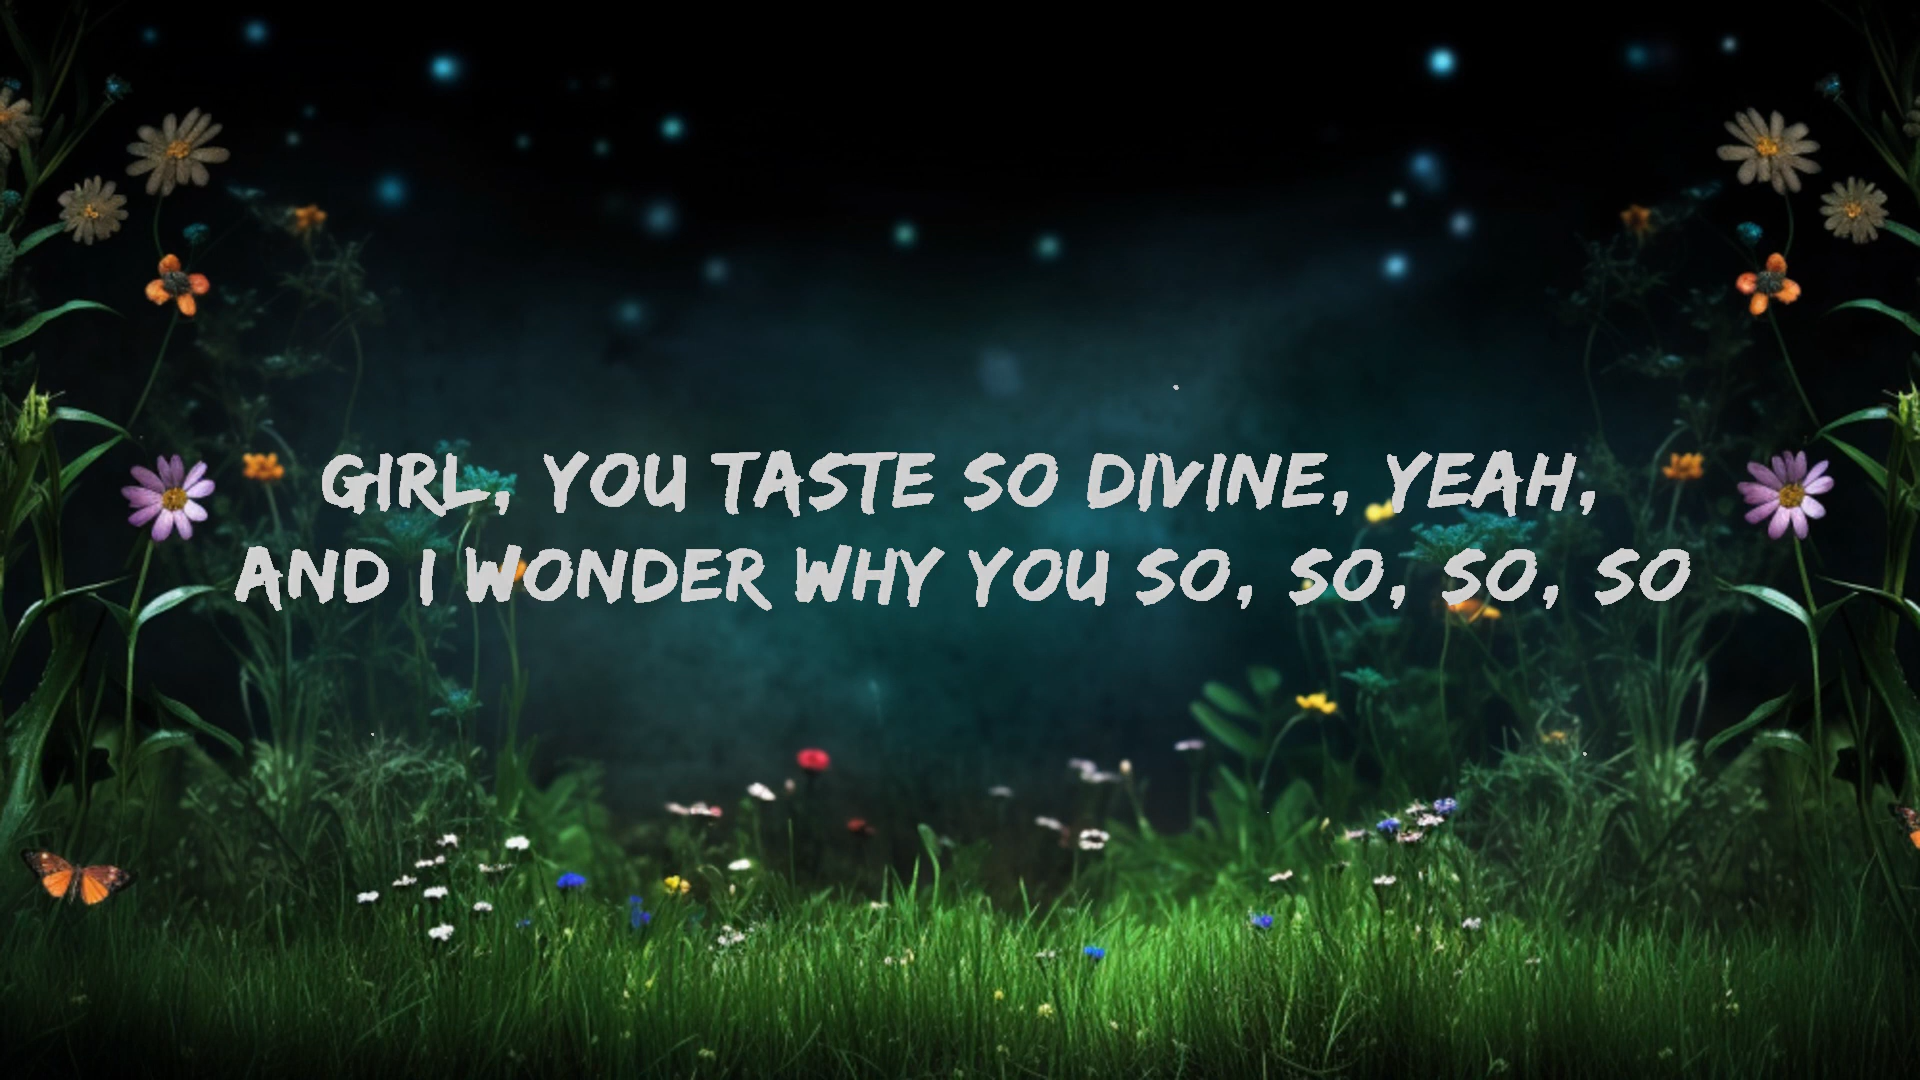 GIRL, YOU TASTE SO DIVINE, YEAH,
AND I WONDER WHY YOU SO, SO, SO, SO